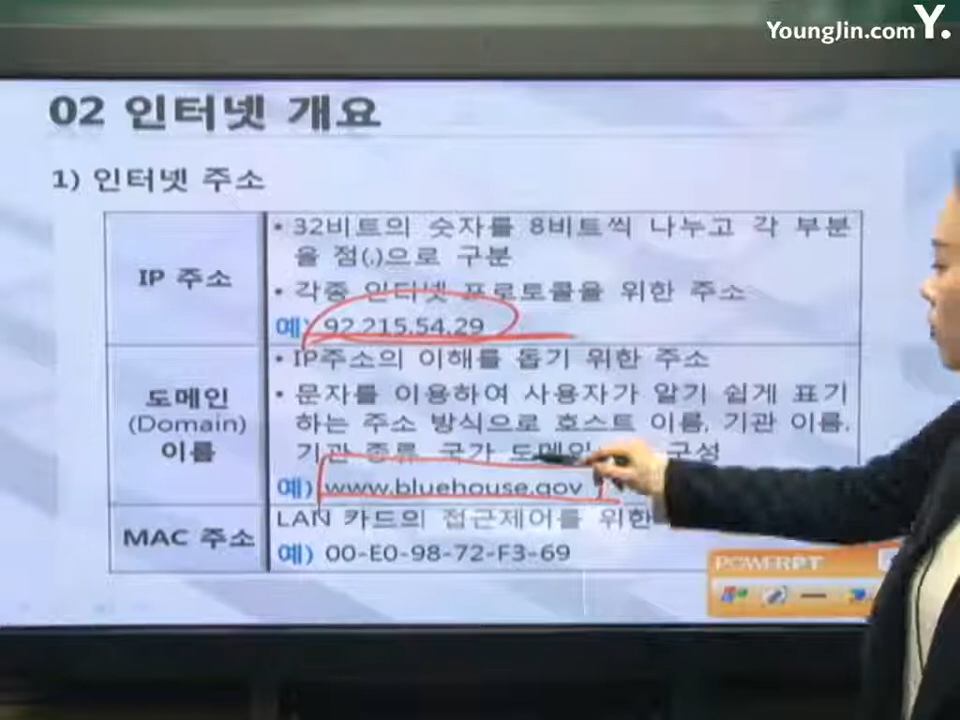 YoungJin.com Y.
02 인터넷 개요
1) 인터넷 주소
IP 주소
• 32비트의 숫자를 8비트씩 나누고 각 부분
을 점(.)으로 구분
• 각종 인터넷 프로토콜을 위한 주소
예) 92.215.54.29
도메인
(Domain)
이름
• IP주소의 이해를 돕기 위한 주소
• 문자를 이용하여 사용자가 알기 쉽게 표기
하는 주소 방식으로 호스트 이름, 기관 이름,
기관 종류 국가 도메인 구성
예) www.bluehouse.gov
MAC 주소
LAN 카드의 접근제어를 위한
예) 00-E0-98-72-F3-69
POWERPT